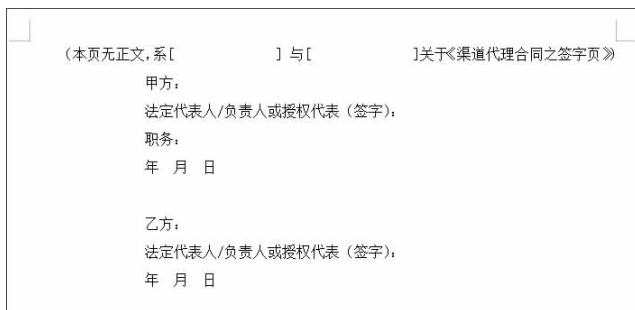 （本页无正文,系[ ]与[ ]关于《渠道代理合同之签字页》）
甲方：
法定代表人/负责人或授权代表（签字）：
职务：
年 月 日
乙方：
法定代表人/负责人或授权代表（签字）：
年 月 日